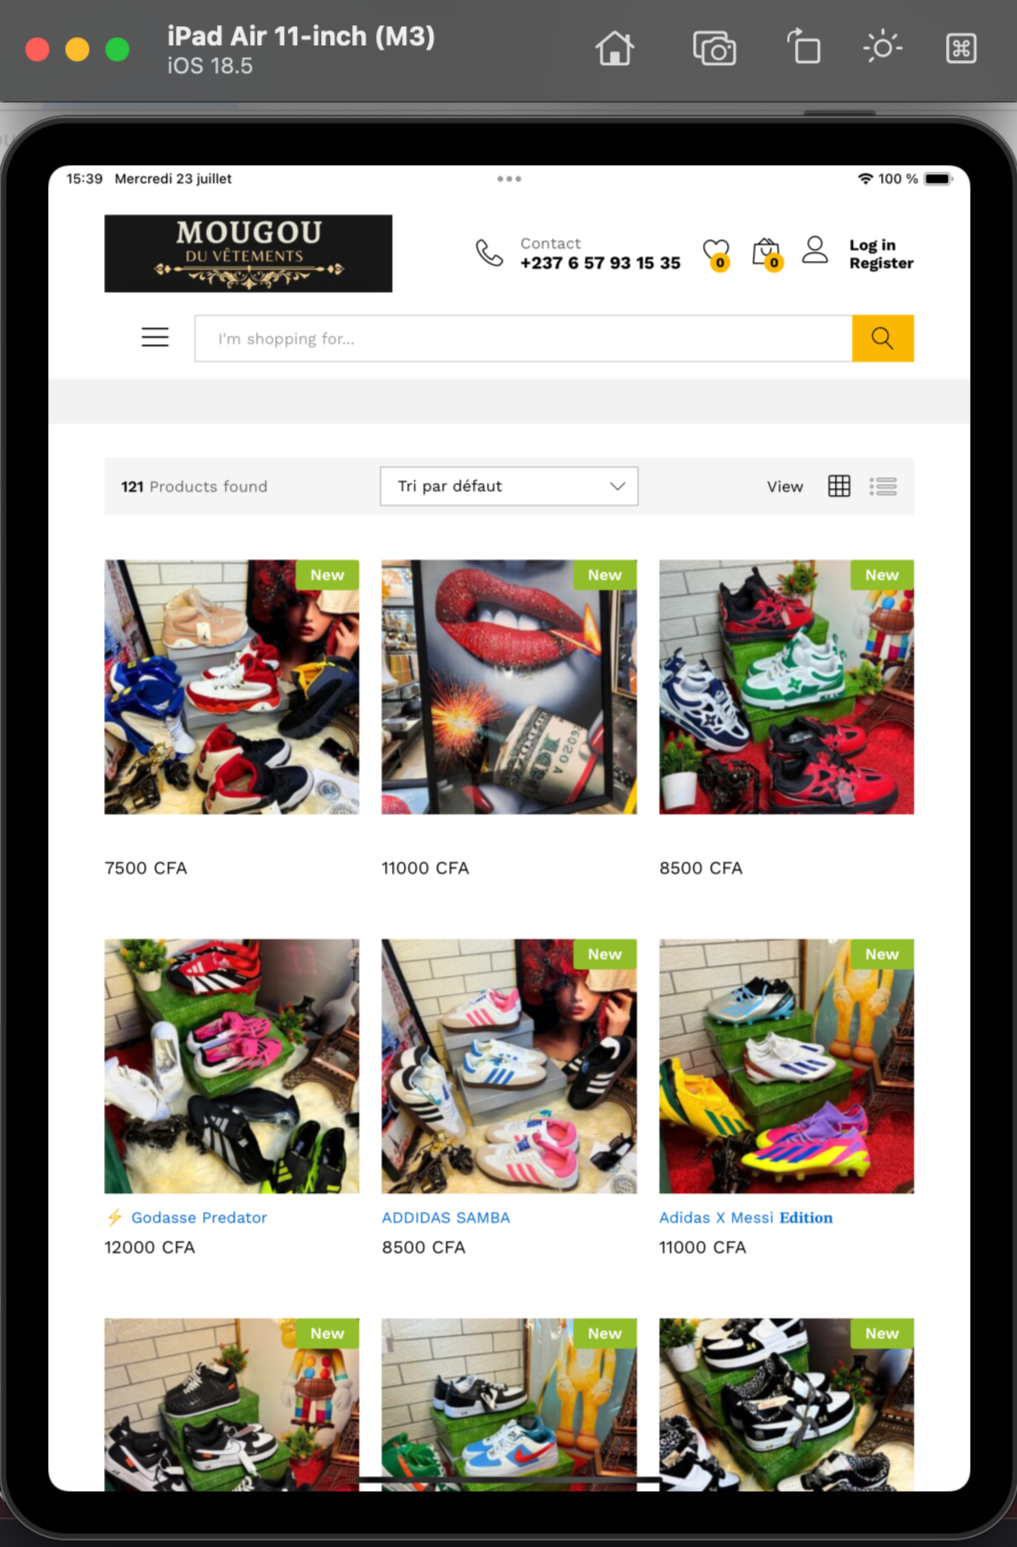 iPad Air 11-inch (M3)
iOS 18.5
15:39 Mercredi 23 juillet
100 %
MOUGOU
DU VÊTEMENTS
Contact
+237 6 57 93 15 35
0
0
Log in
Register
I'm shopping for...
121 Products found
Tri par défaut
View
New
New
New
7500 CFA
11000 CFA
8500 CFA
New
New
⚡ Godasse Predator
ADDIDAS SAMBA
Adidas X Messi Edition
12000 CFA
8500 CFA
11000 CFA
New
New
New